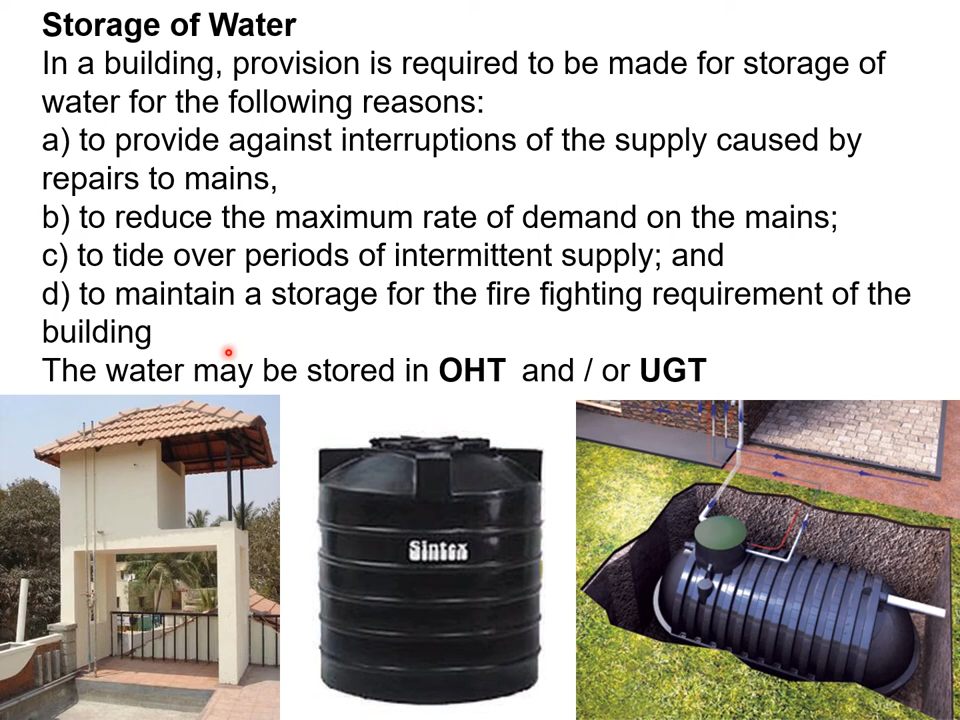 Storage of Water
In a building, provision is required to be made for storage of
water for the following reasons:
a) to provide against interruptions of the supply caused by
repairs to mains,
b) to reduce the maximum rate of demand on the mains;
c) to tide over periods of intermittent supply; and
d) to maintain a storage for the fire fighting requirement of the
building
The water may be stored in OHT and / or UGT
Sintex